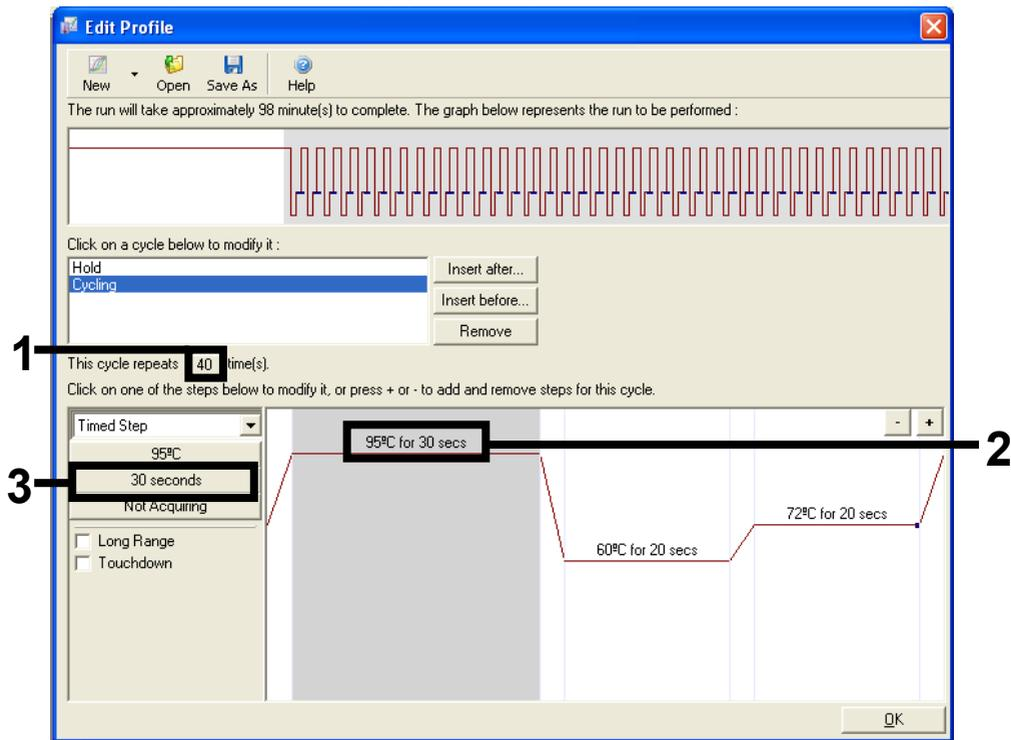 Edit Profile
New Open Save As Help
The run will take approximately 98 minute(s) to complete. The graph below represents the run to be performed :
Click on a cycle below to modify it :
Hold
Cycling
Insert after...
Insert before...
Remove
1
This cycle repeats 40 time(s).
Click on one of the steps below to modify it, or press + or - to add and remove steps for this cycle.
Timed Step
- +
95ºC
95ºC for 30 secs
2
3
30 seconds
Not Acquiring
72ºC for 20 secs
Long Range
60ºC for 20 secs
Touchdown
OK